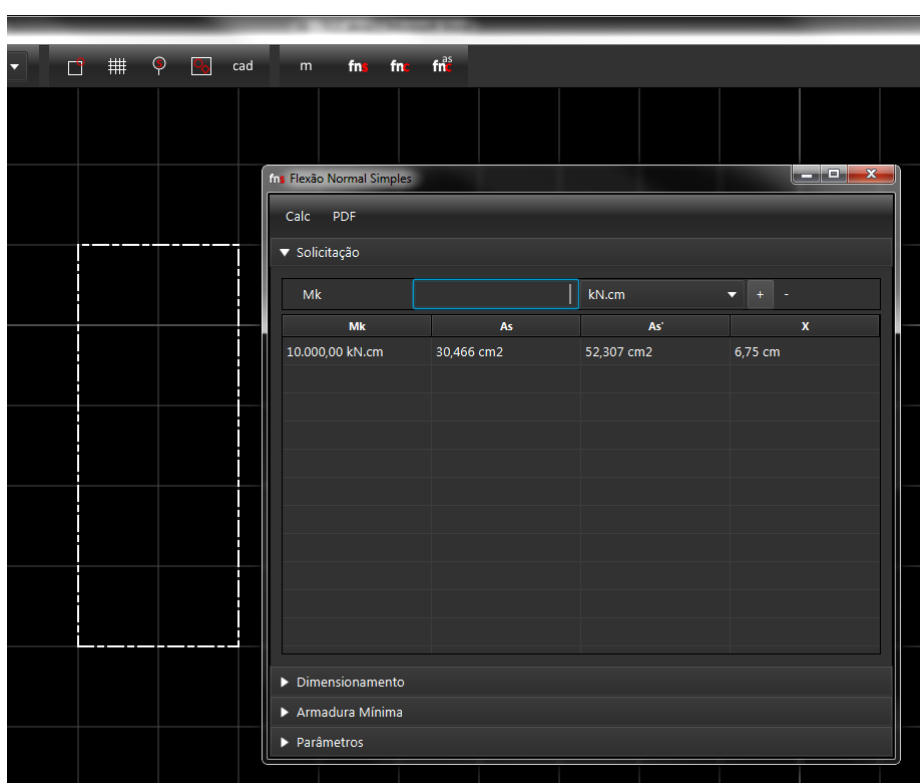 cad m fns fnc fnc as
fns Flexão Normal Simples
Calc PDF
Solicitação
Mk kN.cm + -
Mk As As' X
10.000,00 kN.cm 30,466 cm2 52,307 cm2 6,75 cm
Dimensionamento
Armadura Mínima
Parâmetros